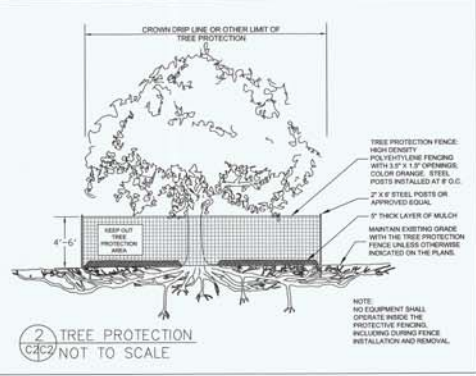 CROWN DRIP LINE OR OTHER LIMIT OF
TREE PROTECTION
TREE PROTECTION FENCE:
HIGH DENSITY
POLYEHTYLENE FENCING
WITH 3.5" X 1.5" OPENINGS;
COLOR ORANGE. STEEL
POSTS INSTALLED AT 8' O.C.
2" X 6' STEEL POSTS OR
APPROVED EQUAL
5" THICK LAYER OF MULCH
MAINTAIN EXISTING GRADE
WITH THE TREE PROTECTION
FENCE UNLESS OTHERWISE
INDICATED ON THE PLANS.
KEEP OUT
TREE
PROTECTION
AREA
4'-6'
NOTE:
NO EQUIPMENT SHALL
OPERATE INSIDE THE
PROTECTIVE FENCING,
INCLUDING DURING FENCE
INSTALLATION AND REMOVAL.
2 TREE PROTECTION
C2 C2 NOT TO SCALE